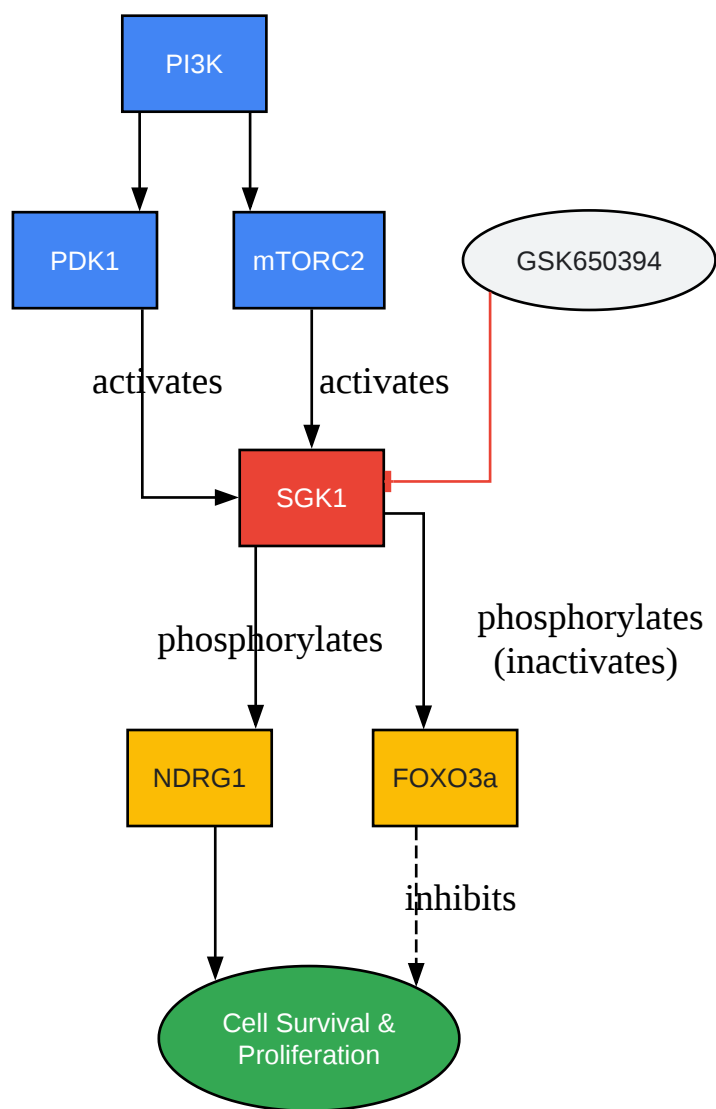 PI3K
PDK1
mTORC2
GSK650394
activates
activates
SGK1
phosphorylates
phosphorylates
(inactivates)
NDRG1
FOXO3a
inhibits
Cell Survival &
Proliferation